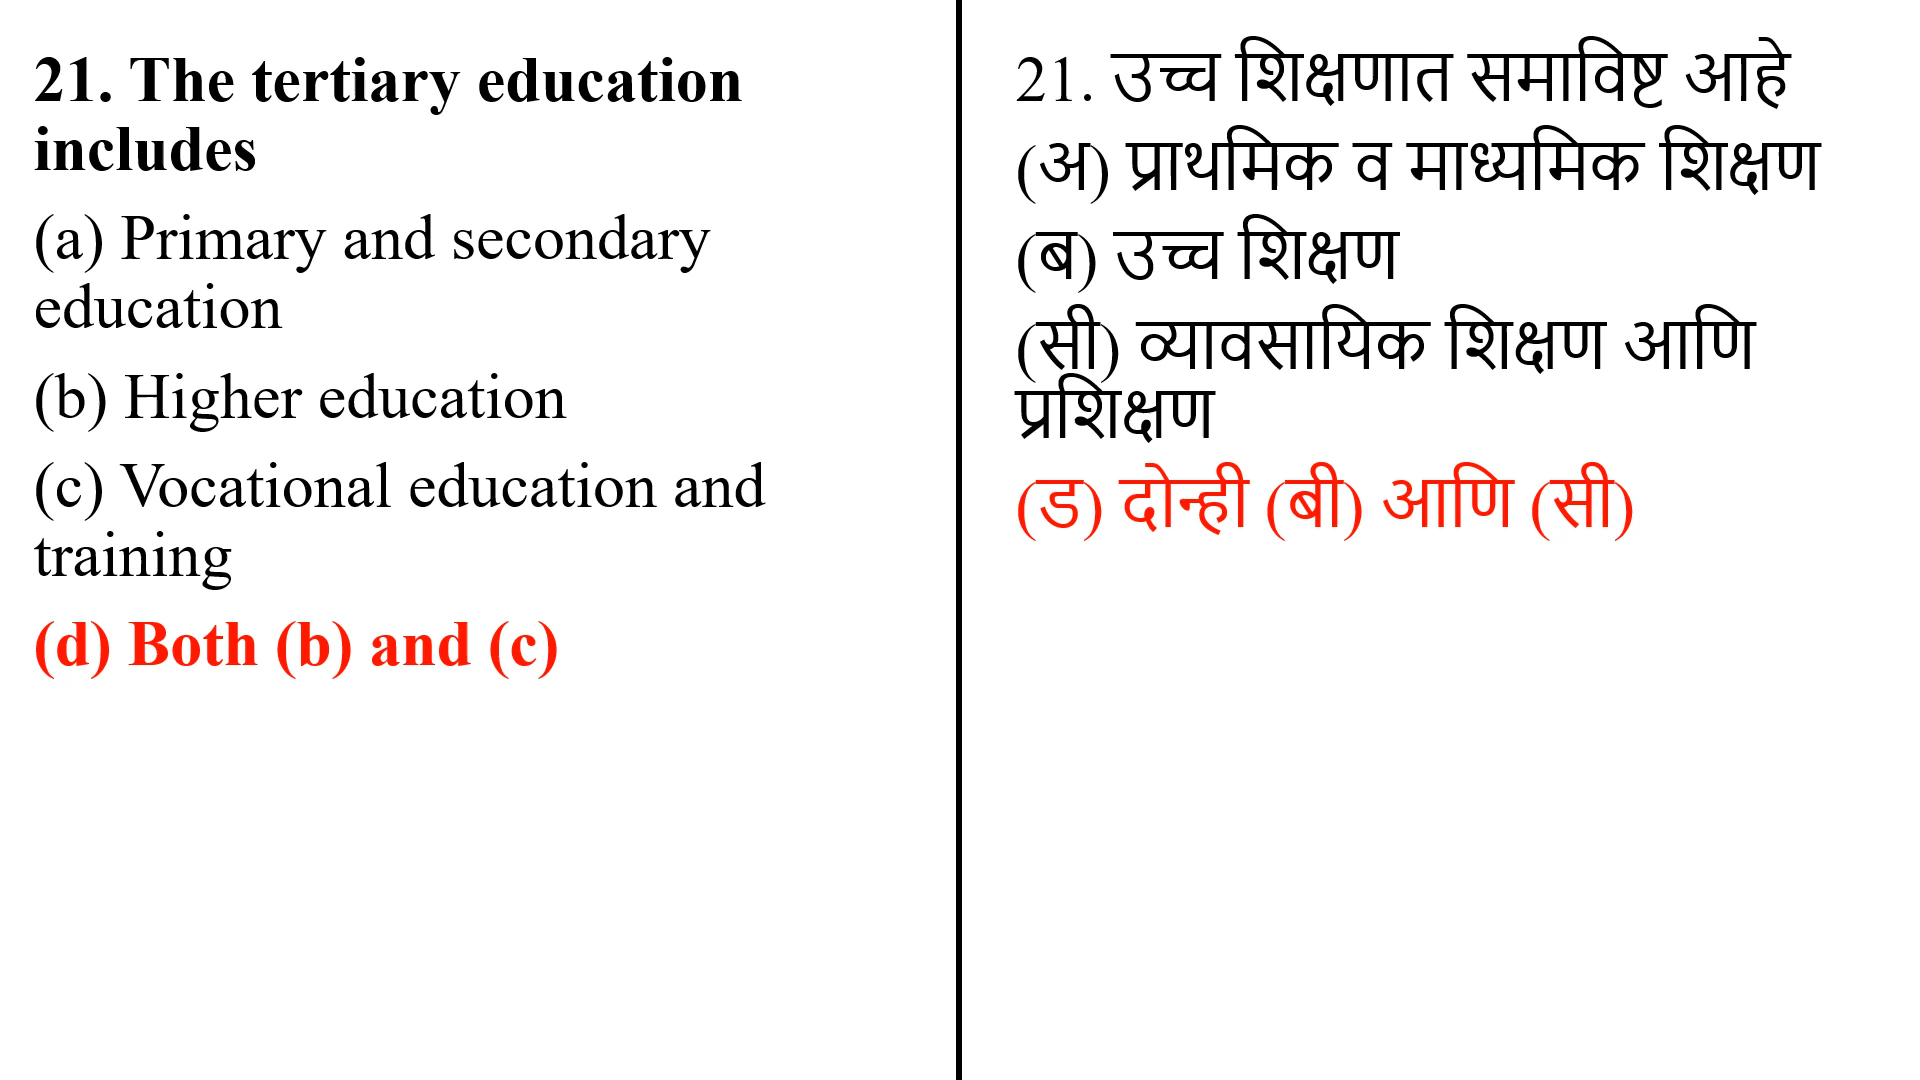 21. The tertiary education
includes
(a) Primary and secondary
education
(b) Higher education
(c) Vocational education and
training
(d) Both (b) and (c)
21. उच्च शिक्षणात समाविष्ट आहे
(अ) प्राथमिक व माध्यमिक शिक्षण
(ब) उच्च शिक्षण
(सी) व्यावसायिक शिक्षण आणि
प्रशिक्षण
(ड) दोन्ही (बी) आणि (सी)